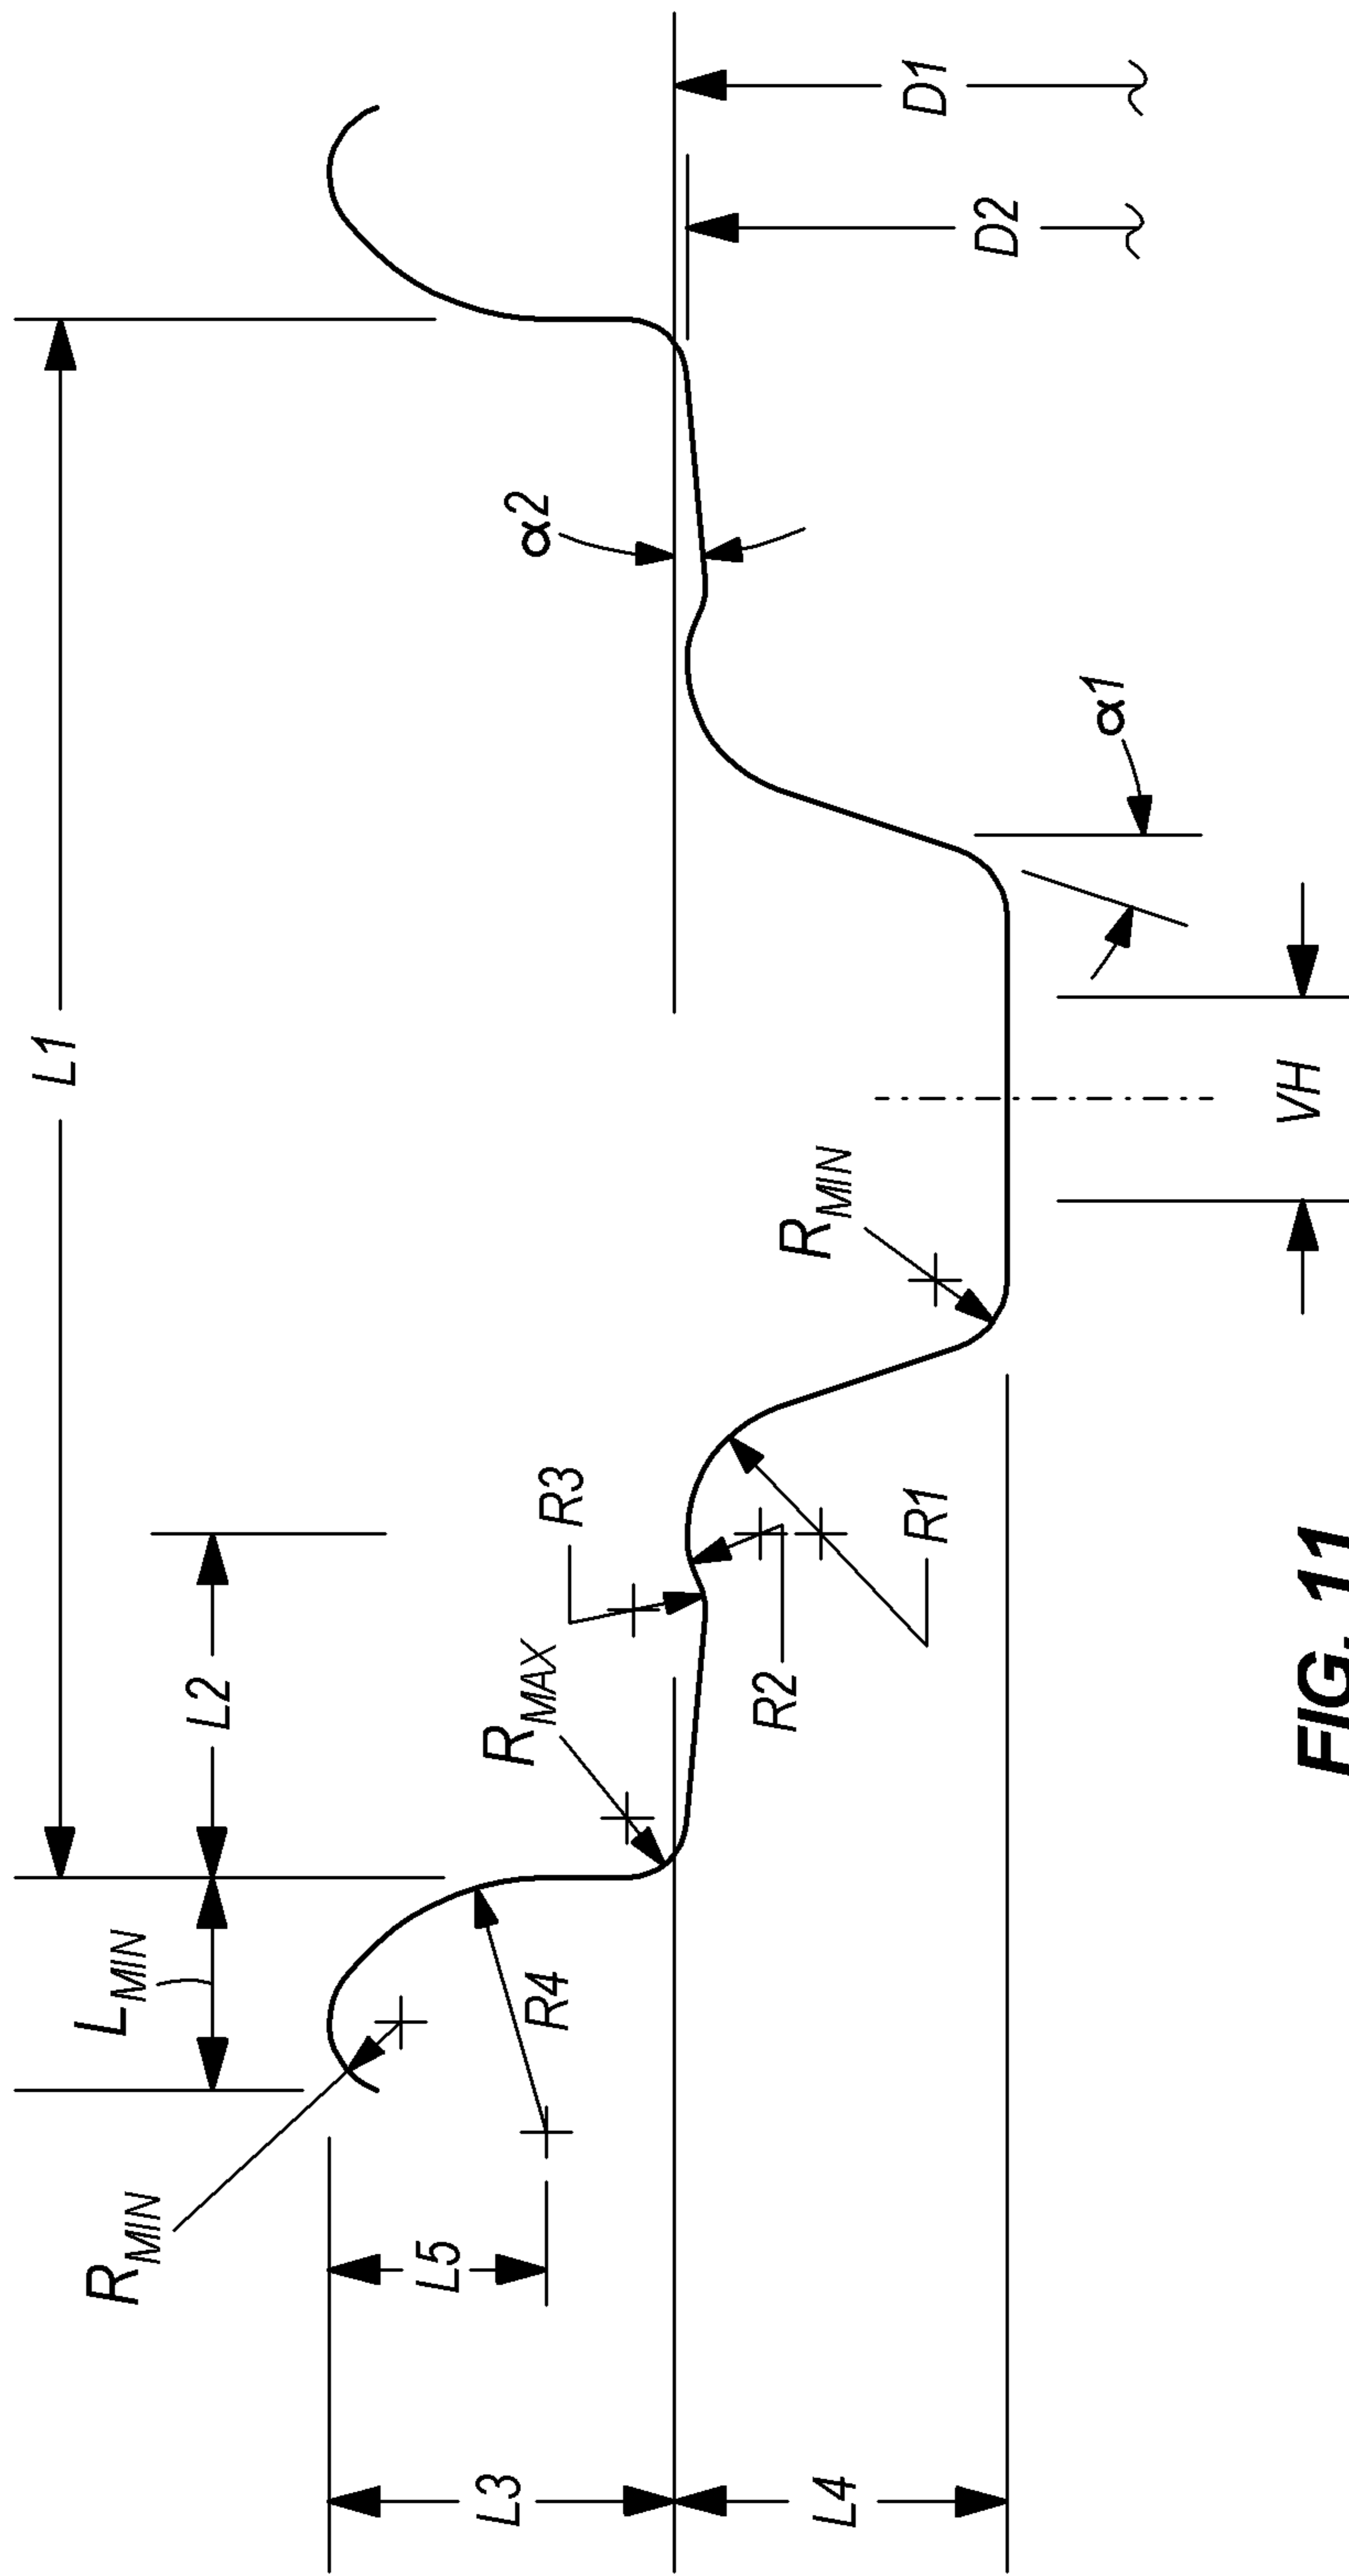 L1
L2
L_MIN
R_MIN
L5
L3
L4
R4
R_MAX
R3
R2
R1
R_MIN
VH
α1
α2
D2
D1
FIG. 11